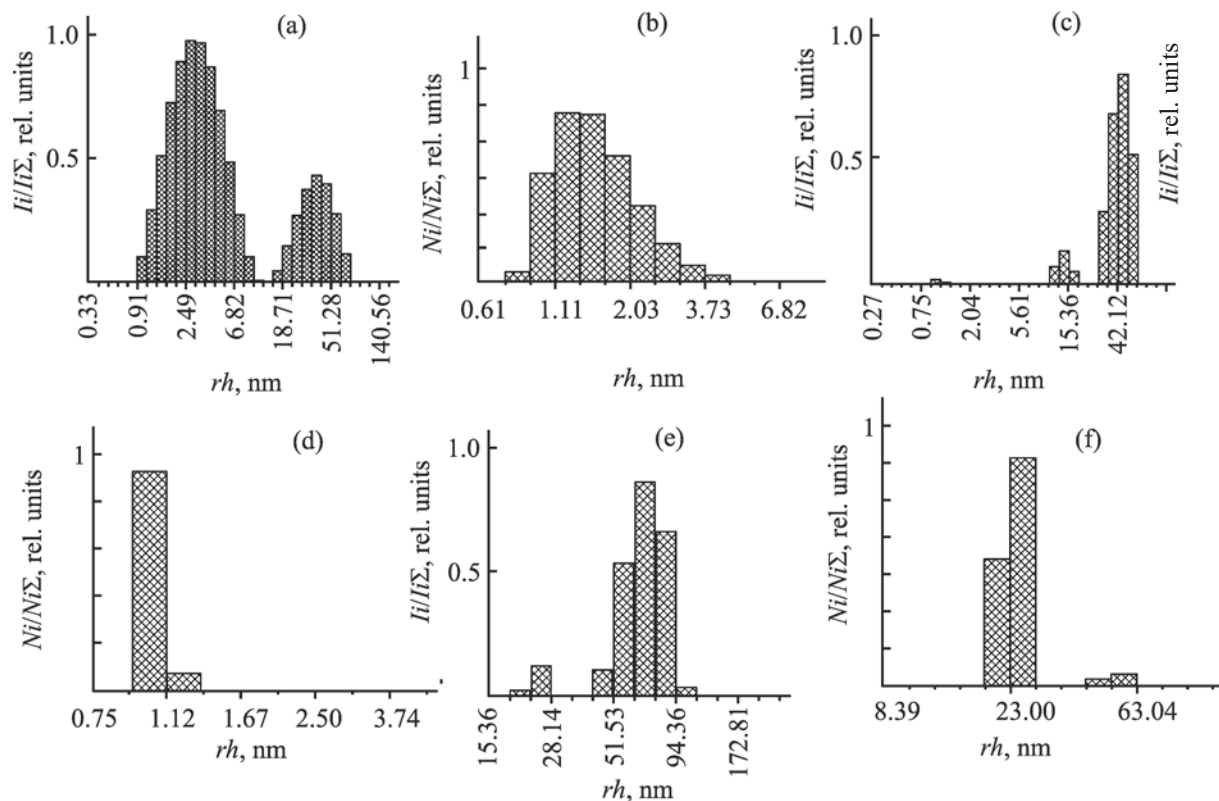 (a)
1.0
0.5
Ii/IiΣ, rel. units
0.33
0.91
2.49
6.82
18.71
51.28
140.56
rh, nm
(b)
1
Ni/NiΣ, rel. units
0.61
1.11
2.03
3.73
6.82
rh, nm
(c)
1.0
0.5
Ii/IiΣ, rel. units
0.27
0.75
2.04
5.61
15.36
42.12
rh, nm
Ii/IiΣ, rel. units
(d)
1
Ni/NiΣ, rel. units
0.75
1.12
1.67
2.50
3.74
rh, nm
(e)
1.0
0.5
Ii/IiΣ, rel. units
15.36
28.14
51.53
94.36
172.81
rh, nm
(f)
1
Ni/NiΣ, rel. units
8.39
23.00
63.04
rh, nm